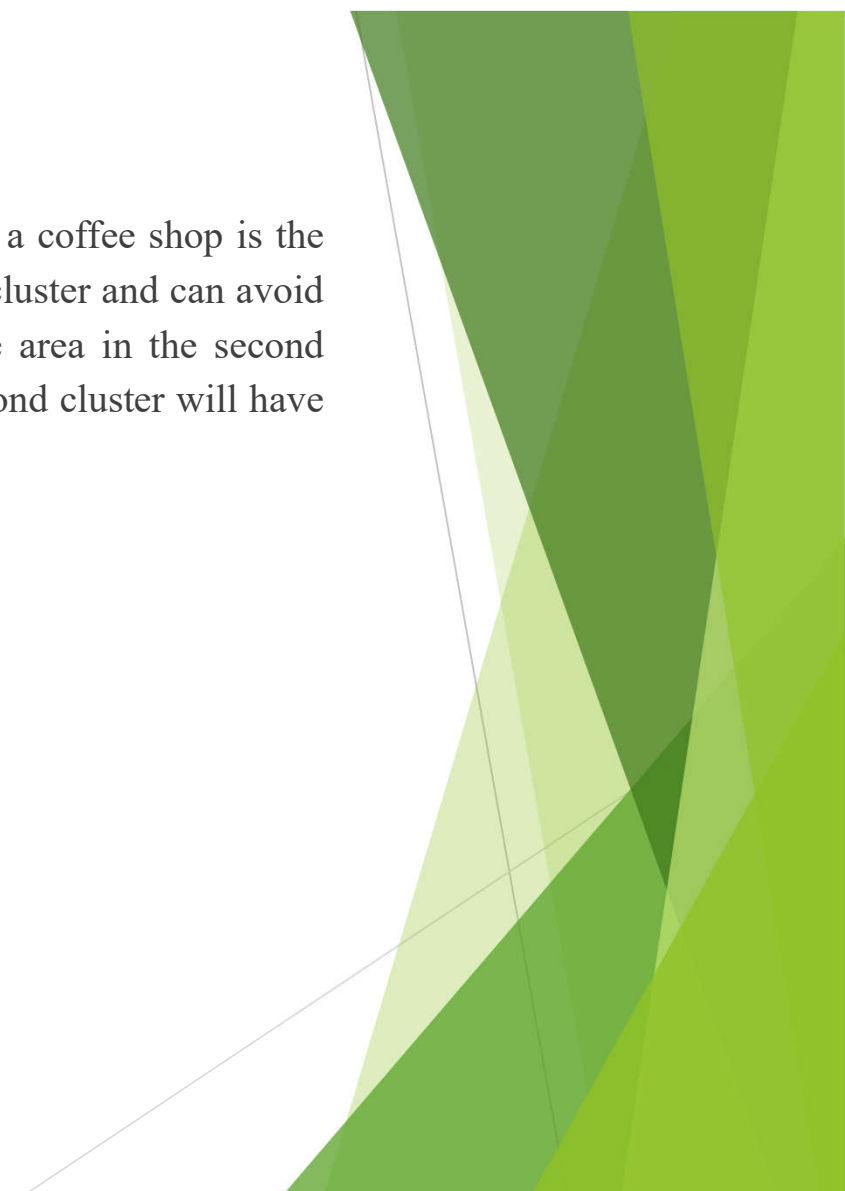 a coffee shop is the
cluster and can avoid
area in the second
ond cluster will have